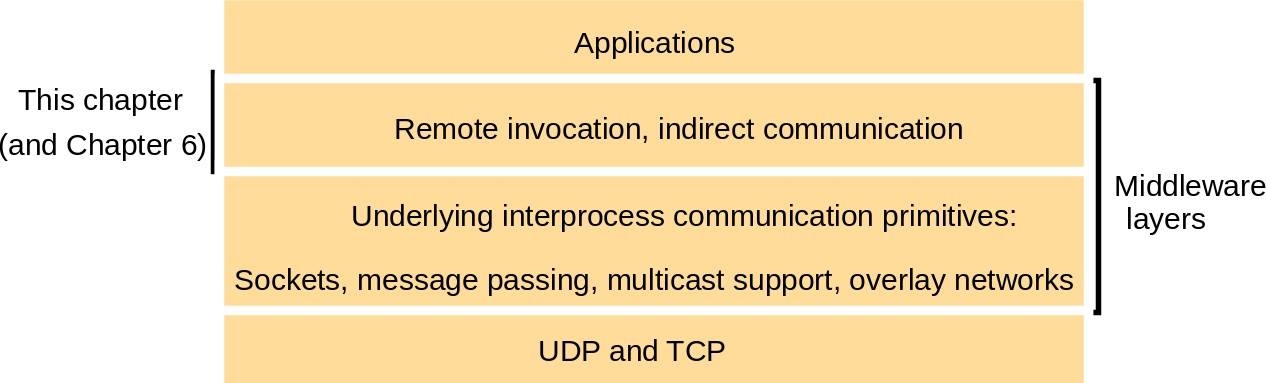 Applications
This chapter
(and Chapter 6)
Remote invocation, indirect communication
Middleware
layers
Underlying interprocess communication primitives:
Sockets, message passing, multicast support, overlay networks
UDP and TCP